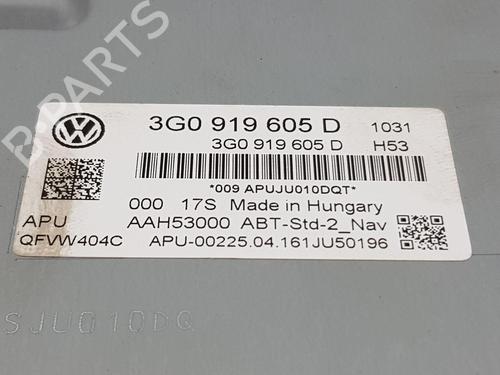 3G0 919 605 D 1031
3G0 919 605 D H53
*009 APUJU010DQT*
000 17S Made in Hungary
APU AAH53000 ABT-Std-2_Nav
QFVW404C APU-00225.04.161JU50196
SJU010DQ
B-PARTS